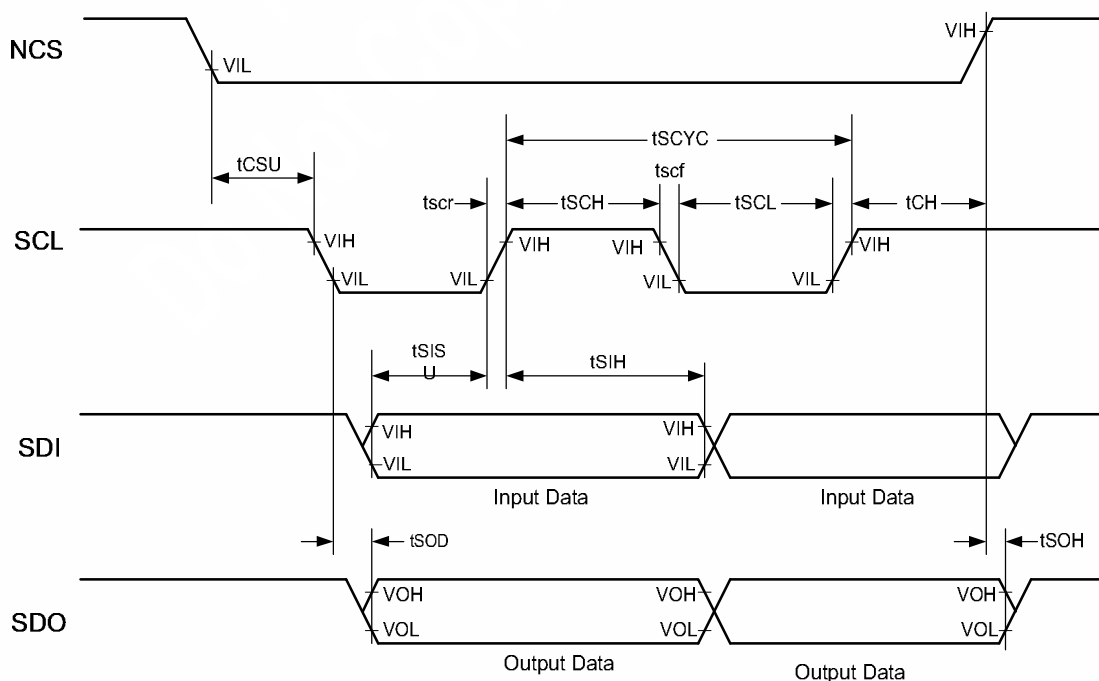 NCS
VIL
VIH
tSCYC
tCSU
tscf
tscr
tSCH
tSCL
tCH
SCL
VIH
VIH
VIH
VIH
VIL
VIL
VIL
VIL
tSIS
U
tSIH
SDI
VIH
VIH
VIL
VIL
Input Data
Input Data
tSOD
tSOH
SDO
VOH
VOH
VOH
VOL
VOL
VOL
Output Data
Output Data